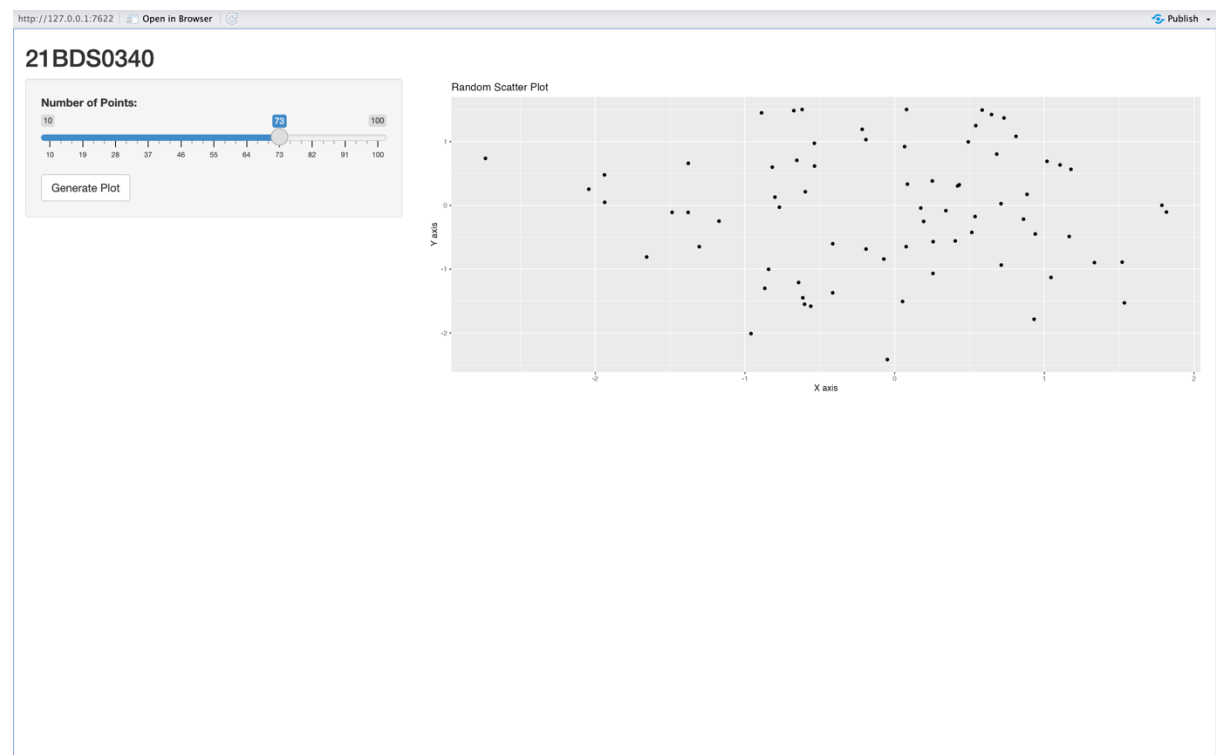 http://127.0.0.1:7622 Open in Browser Publish
21BDS0340
Number of Points:
10 73 100
10 19 28 37 46 55 64 73 82 91 100
Generate Plot
Random Scatter Plot
Y axis
1
0
-1
-2
-2 -1 0 1 2
X axis